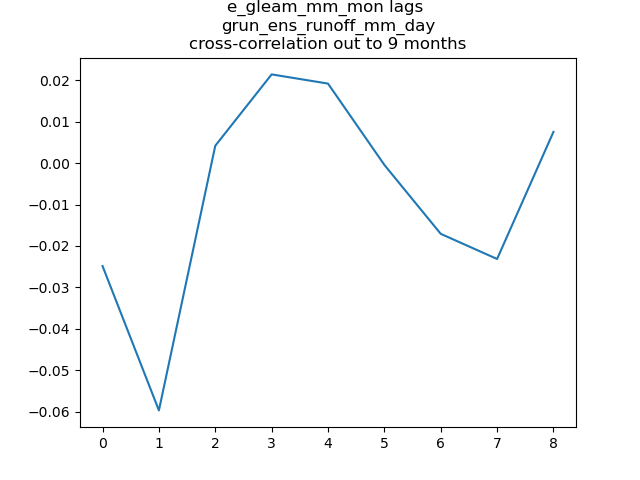 e_gleam_mm_mon lags
grun_ens_runoff_mm_day
cross-correlation out to 9 months
0.02
0.01
0.00
−0.01
−0.02
−0.03
−0.04
−0.05
−0.06
0 1 2 3 4 5 6 7 8